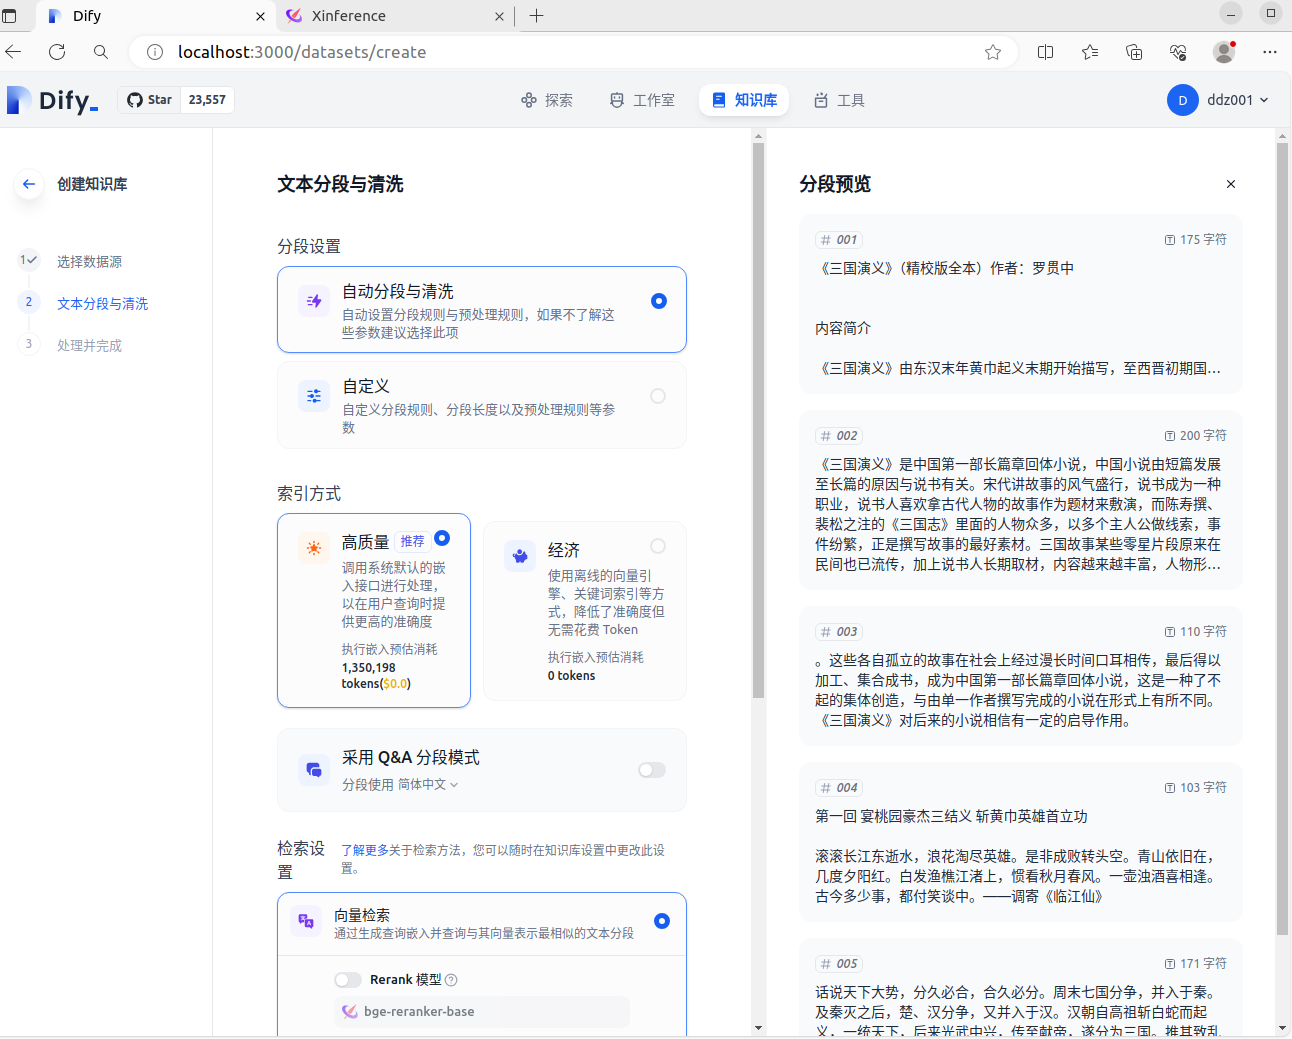 Dify
Xinference
localhost:3000/datasets/create
Dify_
Star 23,557
探索
工作室
知识库
工具
D
ddz001
创建知识库
1
选择数据源
2
文本分段与清洗
3
处理并完成
文本分段与清洗
分段设置
自动分段与清洗
自动设置分段规则与预处理规则，如果不了解这
些参数建议选择此项
自定义
自定义分段规则、分段长度以及预处理规则等参
数
索引方式
高质量 推荐
调用系统默认的嵌
入接口进行处理，
以在用户查询时提
供更高的准确度
执行嵌入预估消耗
1,350,198
tokens($0.0)
经济
使用离线的向量引
擎、关键词索引等方
式，降低了准确度但
无需花费 Token
执行嵌入预估消耗
0 tokens
采用 Q&A 分段模式
分段使用 简体中文
检索设
置
了解更多关于检索方法，您可以随时在知识库设置中更改此设
置。
向量检索
通过生成查询嵌入并查询与其向量表示最相似的文本分段
Rerank 模型
bge-reranker-base
分段预览
# 001
175 字符
《三国演义》（精校版全本）作者：罗贯中
内容简介
《三国演义》由东汉末年黄巾起义末期开始描写，至西晋初期国...
# 002
200 字符
《三国演义》是中国第一部长篇章回体小说，中国小说由短篇发展
至长篇的原因与说书有关。宋代讲故事的风气盛行，说书成为一种
职业，说书人喜欢拿古代人物的故事作为题材来敷演，而陈寿撰、
裴松之注的《三国志》里面的人物众多，以多个主人公做线索，事
件纷繁，正是撰写故事的最好素材。三国故事某些零星片段原来在
民间也已流传，加上说书人长期取材，内容越来越丰富，人物形...
# 003
110 字符
。这些各自孤立的故事在社会上经过漫长时间口耳相传，最后得以
加工、集合成书，成为中国第一部长篇章回体小说，这是一种了不
起的集体创造，与由单一作者撰写完成的小说在形式上有所不同。
《三国演义》对后来的小说相信有一定的启导作用。
# 004
103 字符
第一回 宴桃园豪杰三结义 斩黄巾英雄首立功
滚滚长江东逝水，浪花淘尽英雄。是非成败转头空。青山依旧在，
几度夕阳红。白发渔樵江渚上，惯看秋月春风。一壶浊酒喜相逢。
古今多少事，都付笑谈中。——调寄《临江仙》
# 005
171 字符
话说天下大势，分久必合，合久必分。周末七国分争，并入于秦。
及秦灭之后，楚、汉分争，又并入于汉。汉朝自高祖斩白蛇而起
义，一统天下，后来光武中兴，传至献帝，遂分为三国。推其致乱